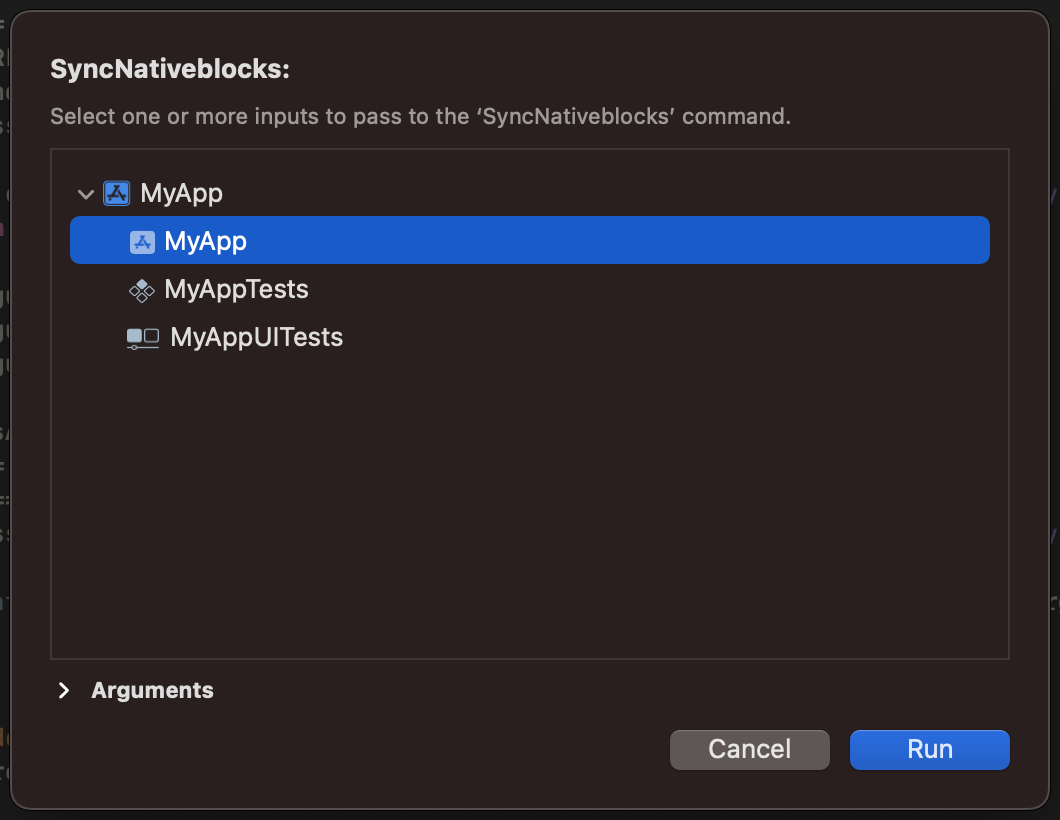 SyncNativeblocks:
Select one or more inputs to pass to the ‘SyncNativeblocks’ command.
MyApp
MyApp
MyAppTests
MyAppUITests
Arguments
Cancel
Run